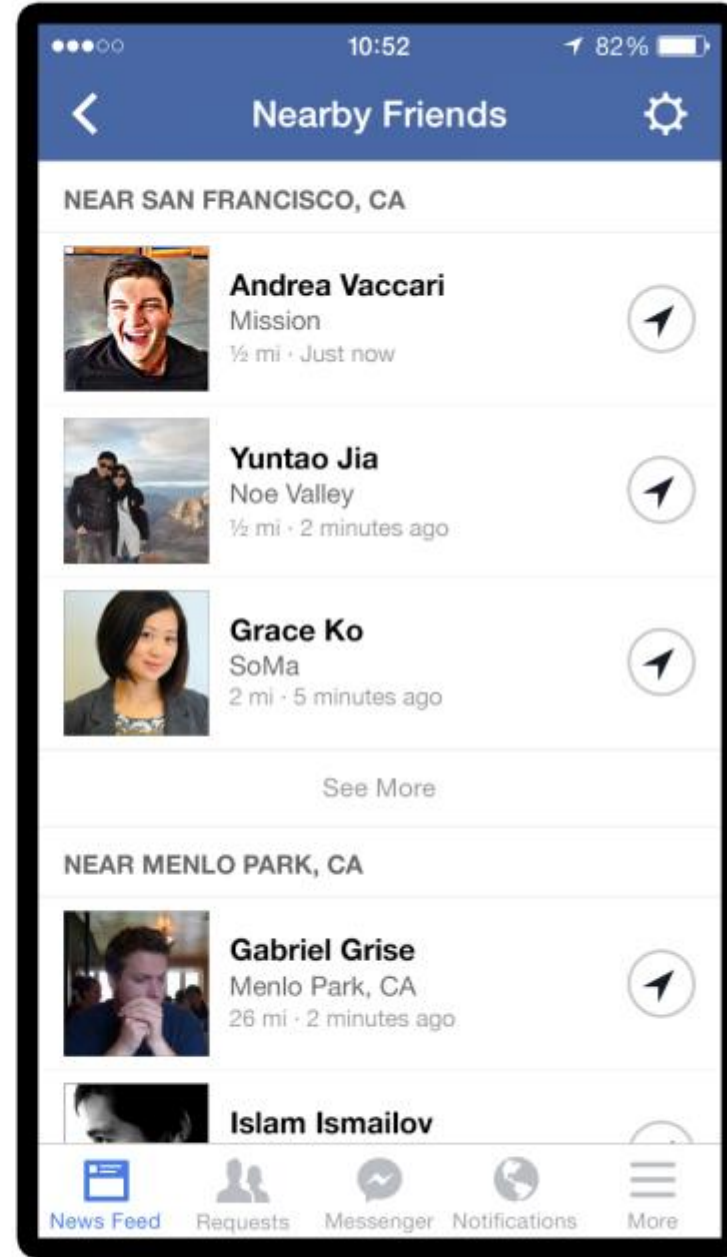 10:52
82%
Nearby Friends
NEAR SAN FRANCISCO, CA
Andrea Vaccari
Mission
½ mi · Just now
Yuntao Jia
Noe Valley
½ mi · 2 minutes ago
Grace Ko
SoMa
2 mi · 5 minutes ago
See More
NEAR MENLO PARK, CA
Gabriel Grise
Menlo Park, CA
26 mi · 2 minutes ago
Islam Ismailov
News Feed
Requests
Messenger
Notifications
More